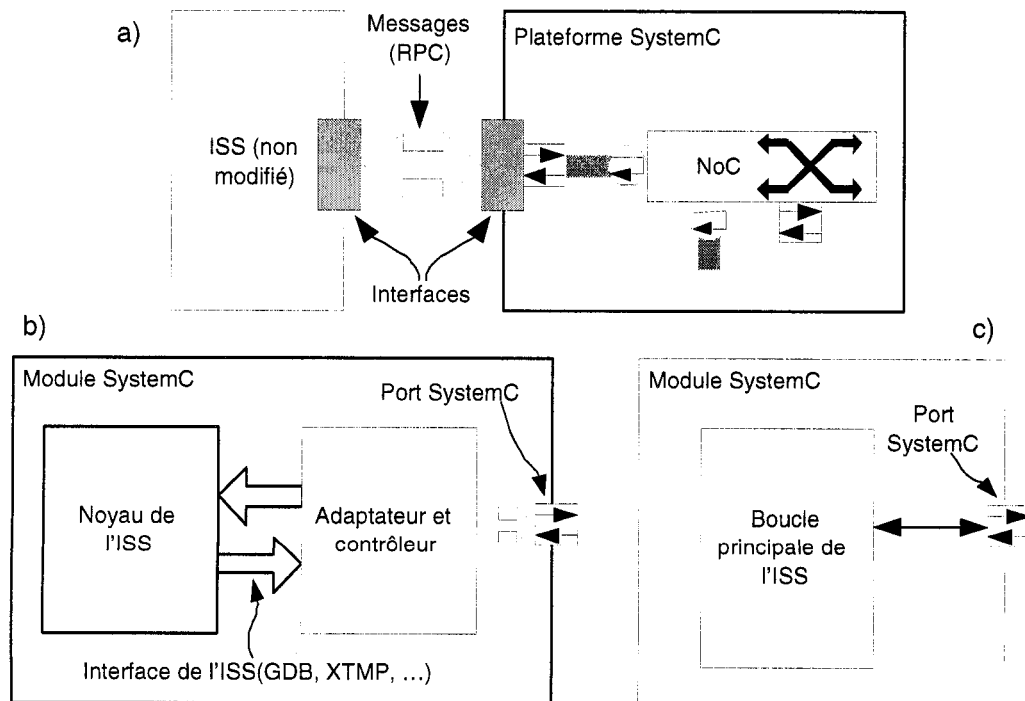 a)
Messages
(RPC)
Plateforme SystemC
ISS (non
modifié)
NoC
Interfaces
b)
c)
Module SystemC
Port SystemC
Noyau de
l'ISS
Adaptateur et
contrôleur
Interface de l'ISS(GDB, XTMP, ...)
Module SystemC
Port
SystemC
Boucle
principale de
l'ISS